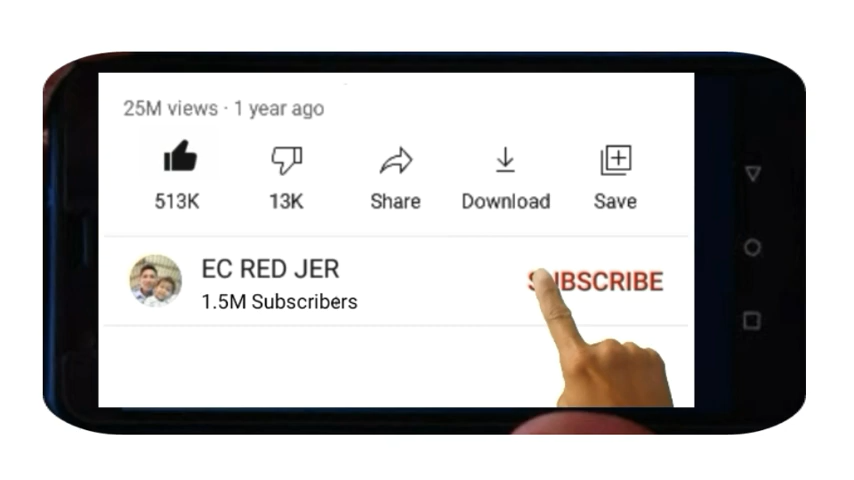 25M views · 1 year ago
513K 13K Share Download Save
EC RED JER
SUBSCRIBE
1.5M Subscribers